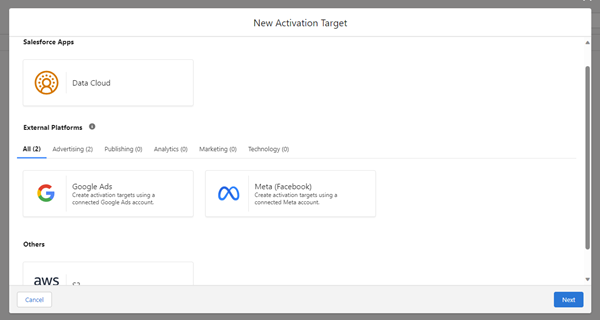 New Activation Target
Salesforce Apps
Data Cloud
External Platforms
All (2) Advertising (2) Publishing (0) Analytics (0) Marketing (0) Technology (0)
Google Ads
Create activation targets using a
connected Google Ads account.
Meta (Facebook)
Create activation targets using a
connected Meta account.
Others
aws
S3
Cancel
Next